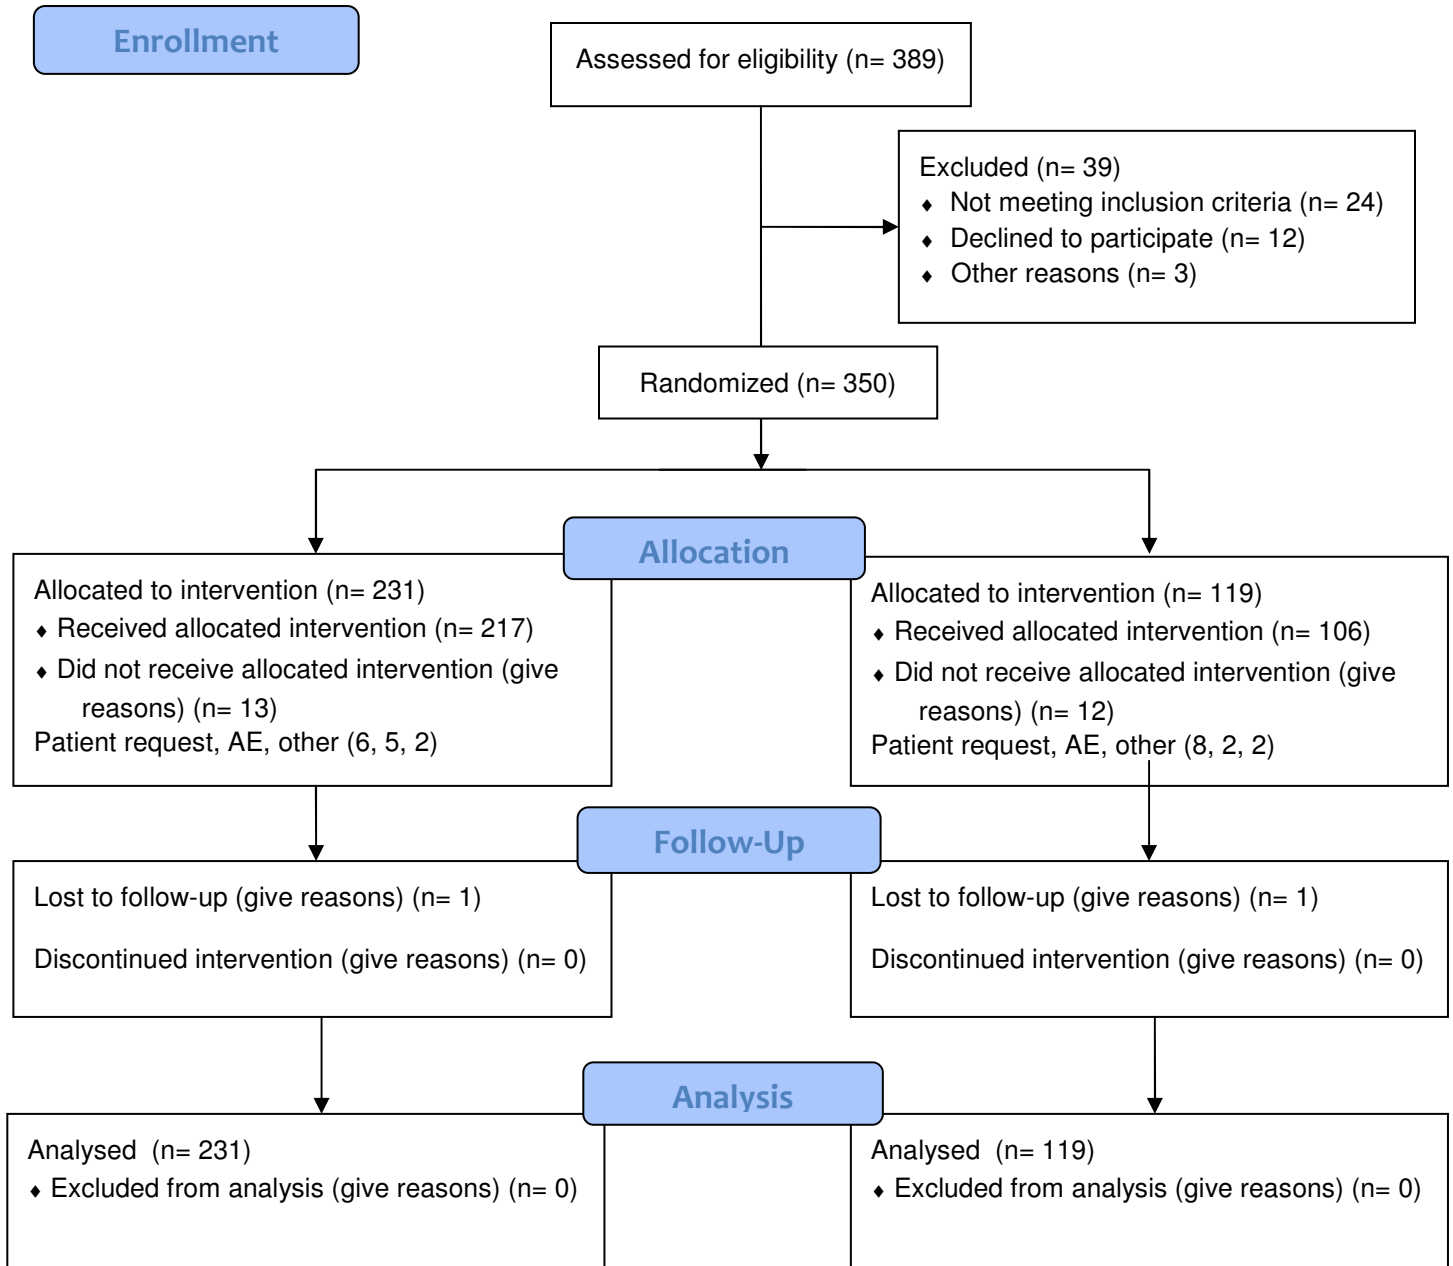 Enrollment
Assessed for eligibility (n= 389)
Excluded (n= 39)
♦ Not meeting inclusion criteria (n= 24)
♦ Declined to participate (n= 12)
♦ Other reasons (n= 3)
Randomized (n= 350)
Allocation
Allocated to intervention (n= 231)
♦ Received allocated intervention (n= 217)
♦ Did not receive allocated intervention (give
reasons) (n= 13)
Patient request, AE, other (6, 5, 2)
Allocated to intervention (n= 119)
♦ Received allocated intervention (n= 106)
♦ Did not receive allocated intervention (give
reasons) (n= 12)
Patient request, AE, other (8, 2, 2)
Follow-Up
Lost to follow-up (give reasons) (n= 1)
Discontinued intervention (give reasons) (n= 0)
Lost to follow-up (give reasons) (n= 1)
Discontinued intervention (give reasons) (n= 0)
Analysis
Analysed (n= 231)
♦ Excluded from analysis (give reasons) (n= 0)
Analysed (n= 119)
♦ Excluded from analysis (give reasons) (n= 0)